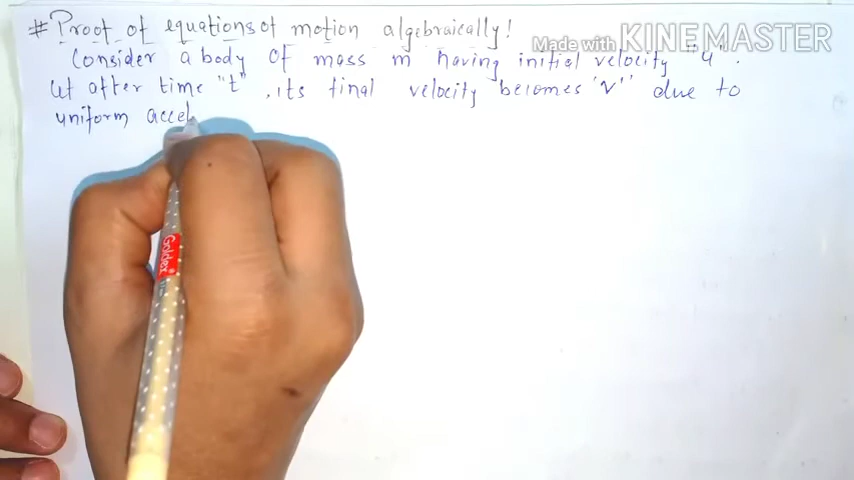 # Proof of equations of motion algebraically!
Made with KINEMASTER
Consider a body of mass m having initial velocity "u".
let after time "t", its final velocity becomes "v" due to
uniform accel
Goldex